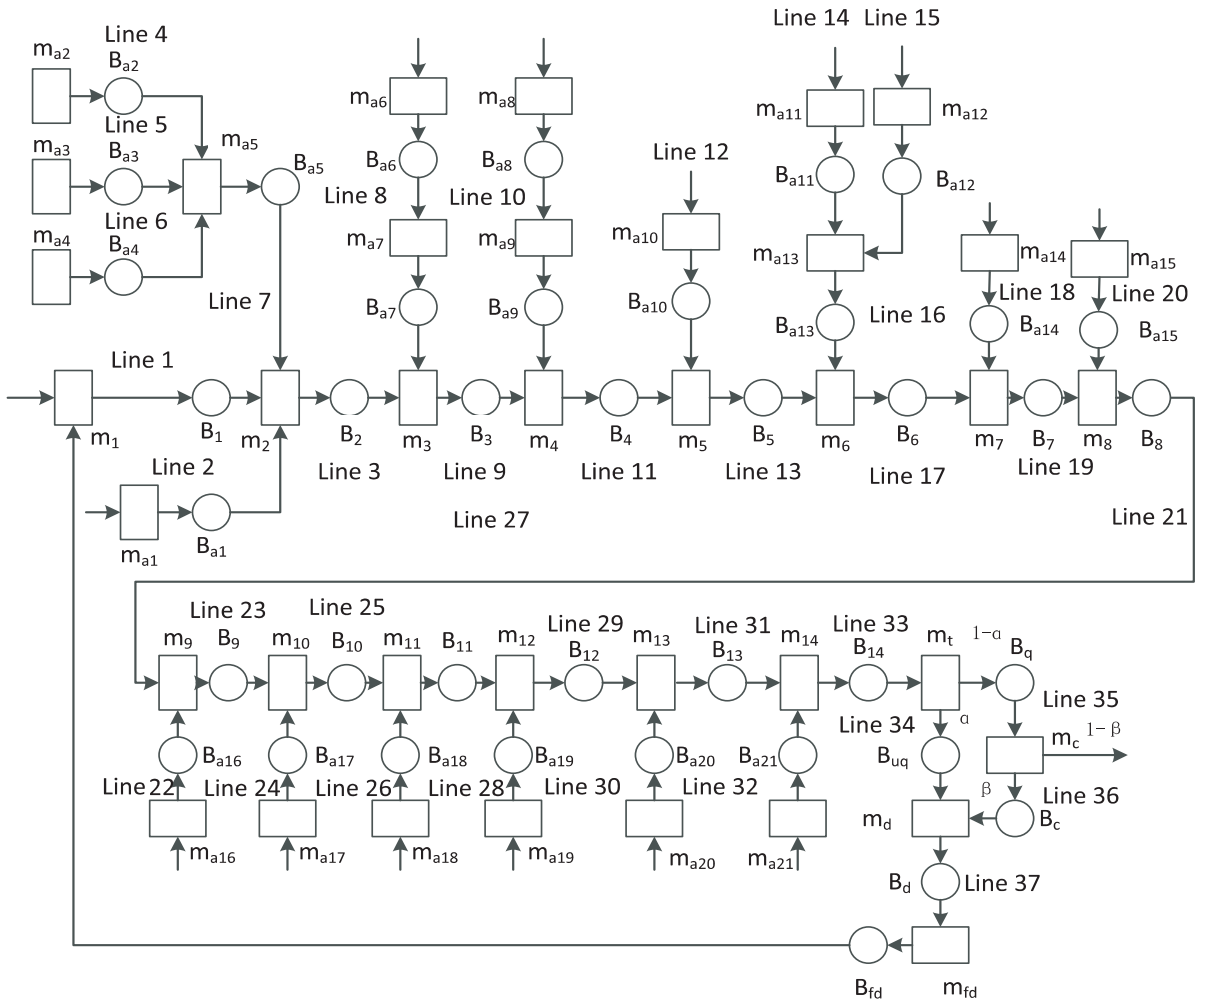 Line 14 Line 15
Line 4
m_a2 B_a2
m_a6 m_a8 m_a11 m_a12
Line 5
m_a3 B_a3 m_a5 B_a5
B_a6 B_a8 Line 12 B_a11 B_a12
Line 8 Line 10
Line 6
m_a4 B_a4
m_a7 m_a9 m_a10 m_a13 m_a14 m_a15
Line 7 B_a7 B_a9 B_a10 B_a13 Line 16 Line 18 B_a14 Line 20 B_a15
Line 1
m_1 B_1 m_2 B_2 m_3 B_3 m_4 B_4 m_5 B_5 m_6 B_6 m_7 B_7 m_8 B_8
Line 2 Line 3 Line 9 Line 11 Line 13 Line 17 Line 19
Line 27 Line 21
m_a1 B_a1
Line 23 Line 25 Line 29 Line 31 Line 33
m_9 B_9 m_10 B_10 m_11 B_11 m_12 B_12 m_13 B_13 m_14 B_14 m_t 1-α B_q
Line 35
Line 34 α
m_c 1-β
B_a16 B_a17 B_a18 B_a19 B_a20 B_a21 B_uq
Line 22 Line 24 Line 26 Line 28 Line 30 Line 32 β Line 36
m_d B_c
m_a16 m_a17 m_a18 m_a19 m_a20 m_a21
B_d Line 37
B_fd m_fd